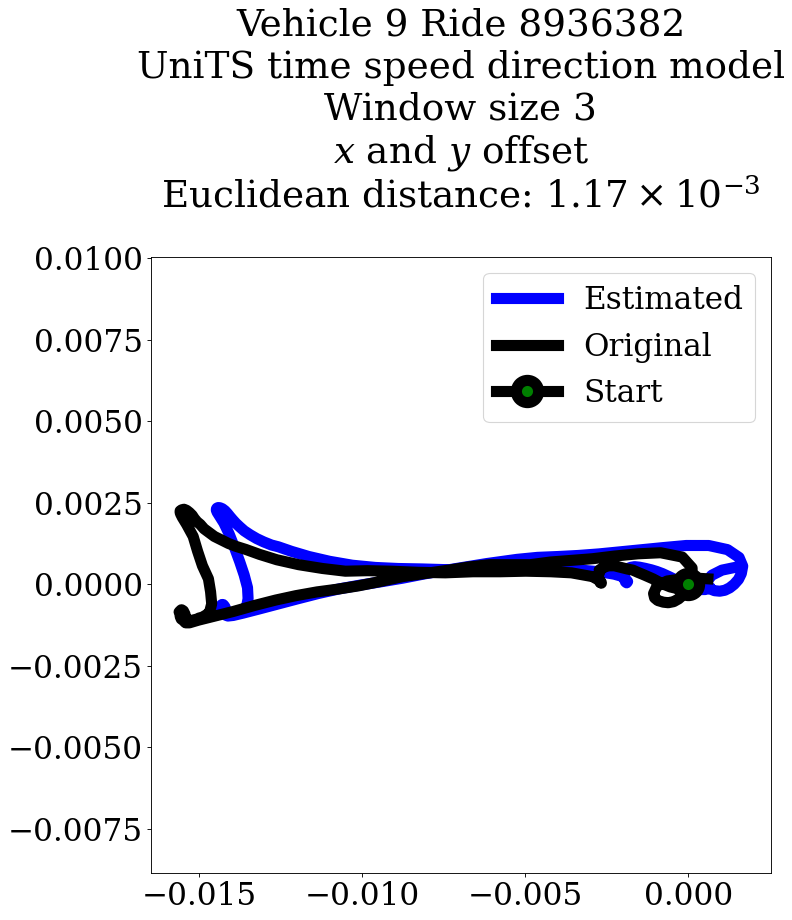 Vehicle 9 Ride 8936382
UniTS time speed direction model
Window size 3
x and y offset
Euclidean distance: 1.17 × 10⁻³
0.0100
0.0075
0.0050
0.0025
0.0000
−0.0025
−0.0050
−0.0075
Estimated
Original
Start
−0.015
−0.010
−0.005
0.000